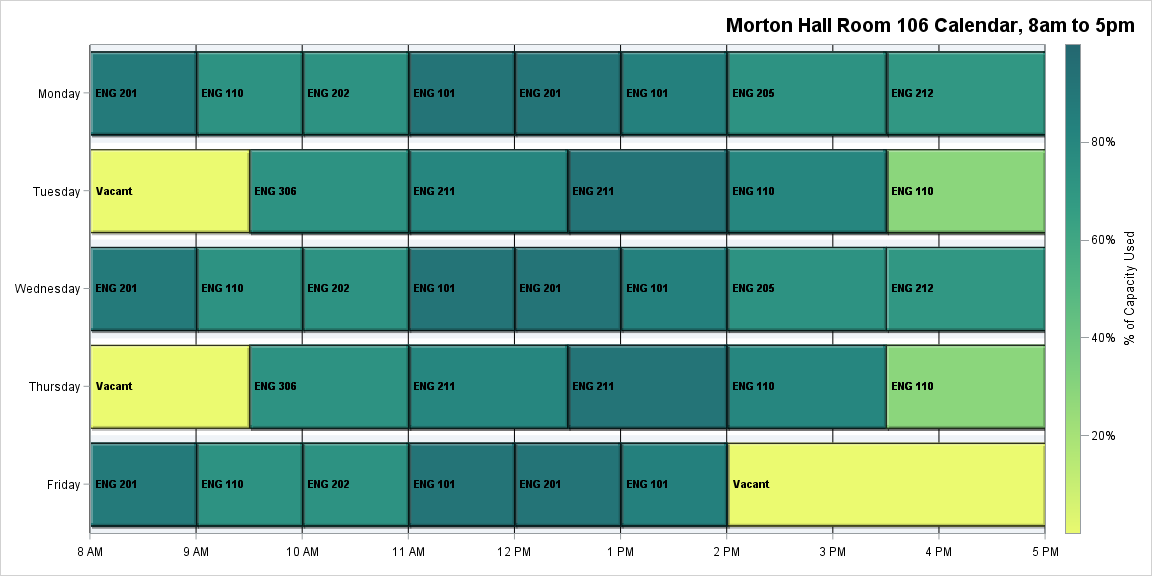 Morton Hall Room 106 Calendar, 8am to 5pm
Monday ENG 201 ENG 110 ENG 202 ENG 101 ENG 201 ENG 101 ENG 205 ENG 212
80%
Tuesday Vacant ENG 306 ENG 211 ENG 211 ENG 110 ENG 110
60%
% of Capacity Used
Wednesday ENG 201 ENG 110 ENG 202 ENG 101 ENG 201 ENG 101 ENG 205 ENG 212
40%
Thursday Vacant ENG 306 ENG 211 ENG 211 ENG 110 ENG 110
20%
Friday ENG 201 ENG 110 ENG 202 ENG 101 ENG 201 ENG 101 Vacant
8 AM 9 AM 10 AM 11 AM 12 PM 1 PM 2 PM 3 PM 4 PM 5 PM